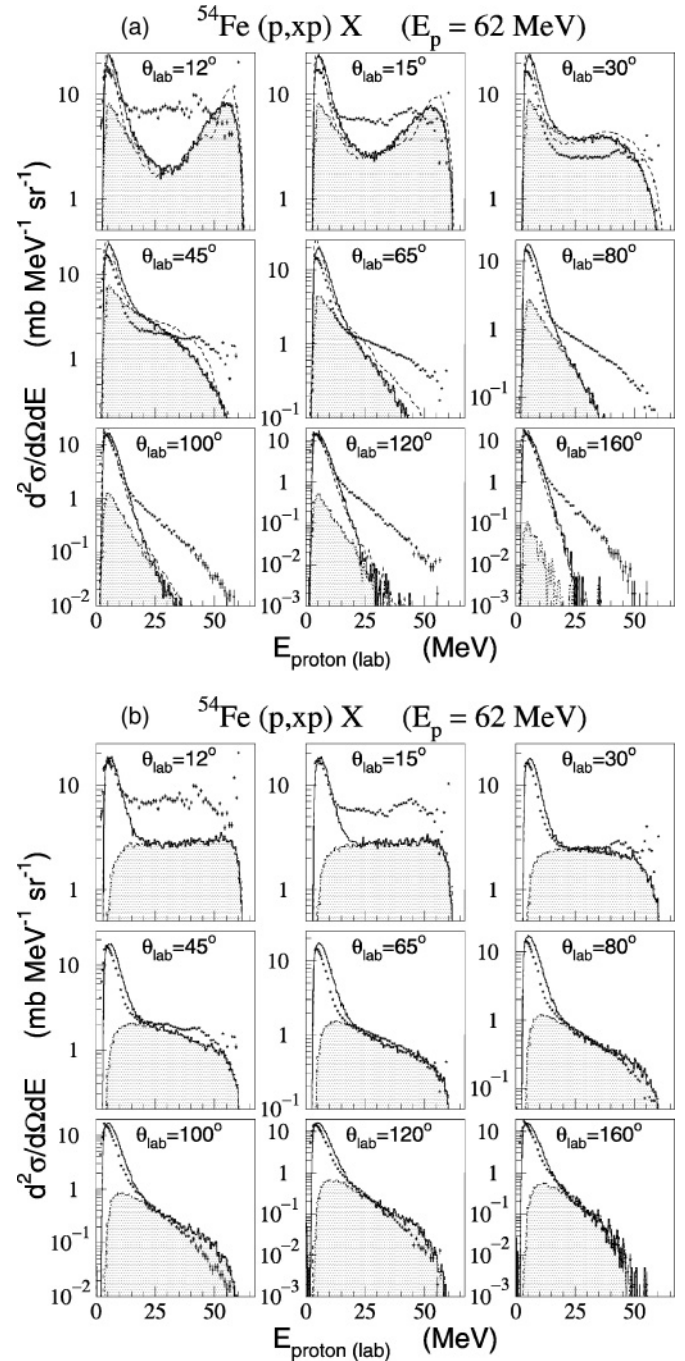 (a) ⁵⁴Fe (p,xp) X (Eₚ = 62 MeV)
θlab=12° θlab=15° θlab=30°
10 10 10
1 1 1
θlab=45° θlab=65° θlab=80°
10 10 10
1 1 1
10⁻¹ 10⁻¹
θlab=100° θlab=120° θlab=160°
10 10 10
1 1 1
10⁻¹ 10⁻¹ 10⁻¹
10⁻² 10⁻² 10⁻²
10⁻³ 10⁻³
0 25 50 0 25 50 0 25 50
d²σ/dΩdE (mb MeV⁻¹ sr⁻¹)
Eproton (lab) (MeV)
(b) ⁵⁴Fe (p,xp) X (Eₚ = 62 MeV)
θlab=12° θlab=15° θlab=30°
10 10 10
1 1 1
θlab=45° θlab=65° θlab=80°
10 10 10
1 1 1
10⁻¹ 10⁻¹
θlab=100° θlab=120° θlab=160°
10 10 10
1 1 1
10⁻¹ 10⁻¹ 10⁻¹
10⁻² 10⁻² 10⁻²
10⁻³ 10⁻³
0 25 50 0 25 50 0 25 50
d²σ/dΩdE (mb MeV⁻¹ sr⁻¹)
Eproton (lab) (MeV)